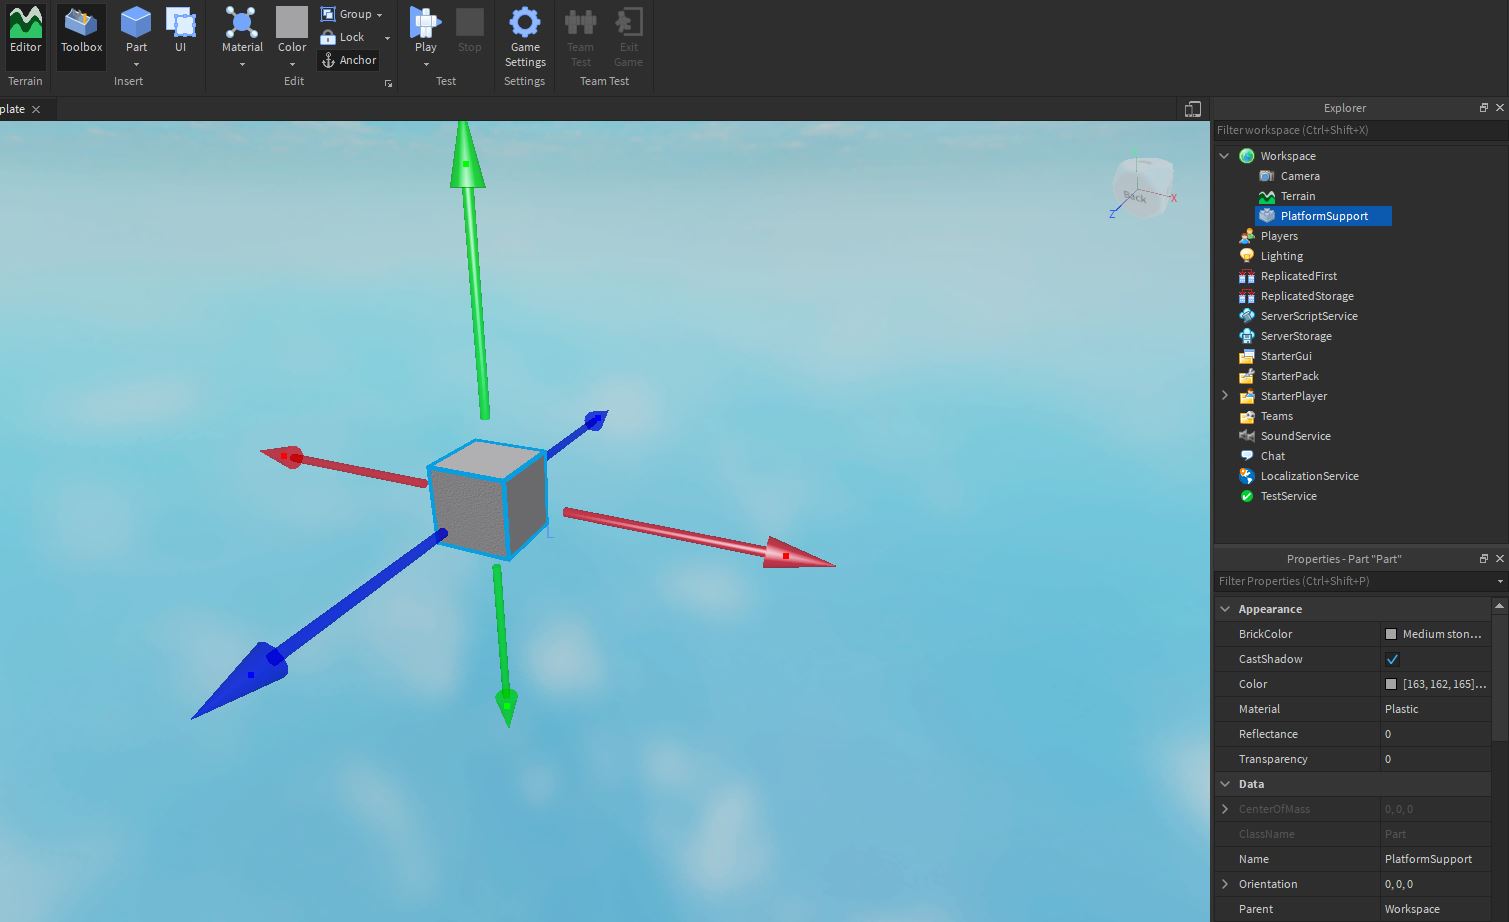 Editor
Toolbox
Part
UI
Material
Color
Group
Lock
Anchor
Play
Stop
Game Settings
Team Test
Exit Game
Terrain
Insert
Edit
Test
Settings
Team Test
plate
Back
X
Z
Explorer
Filter workspace (Ctrl+Shift+X)
Workspace
Camera
Terrain
PlatformSupport
Players
Lighting
ReplicatedFirst
ReplicatedStorage
ServerScriptService
ServerStorage
StarterGui
StarterPack
StarterPlayer
Teams
SoundService
Chat
LocalizationService
TestService
Properties - Part "Part"
Filter Properties (Ctrl+Shift+P)
Appearance
BrickColor Medium ston...
CastShadow
Color [163, 162, 165]...
Material Plastic
Reflectance 0
Transparency 0
Data
CenterOfMass 0, 0, 0
ClassName Part
Name PlatformSupport
Orientation 0, 0, 0
Parent Workspace